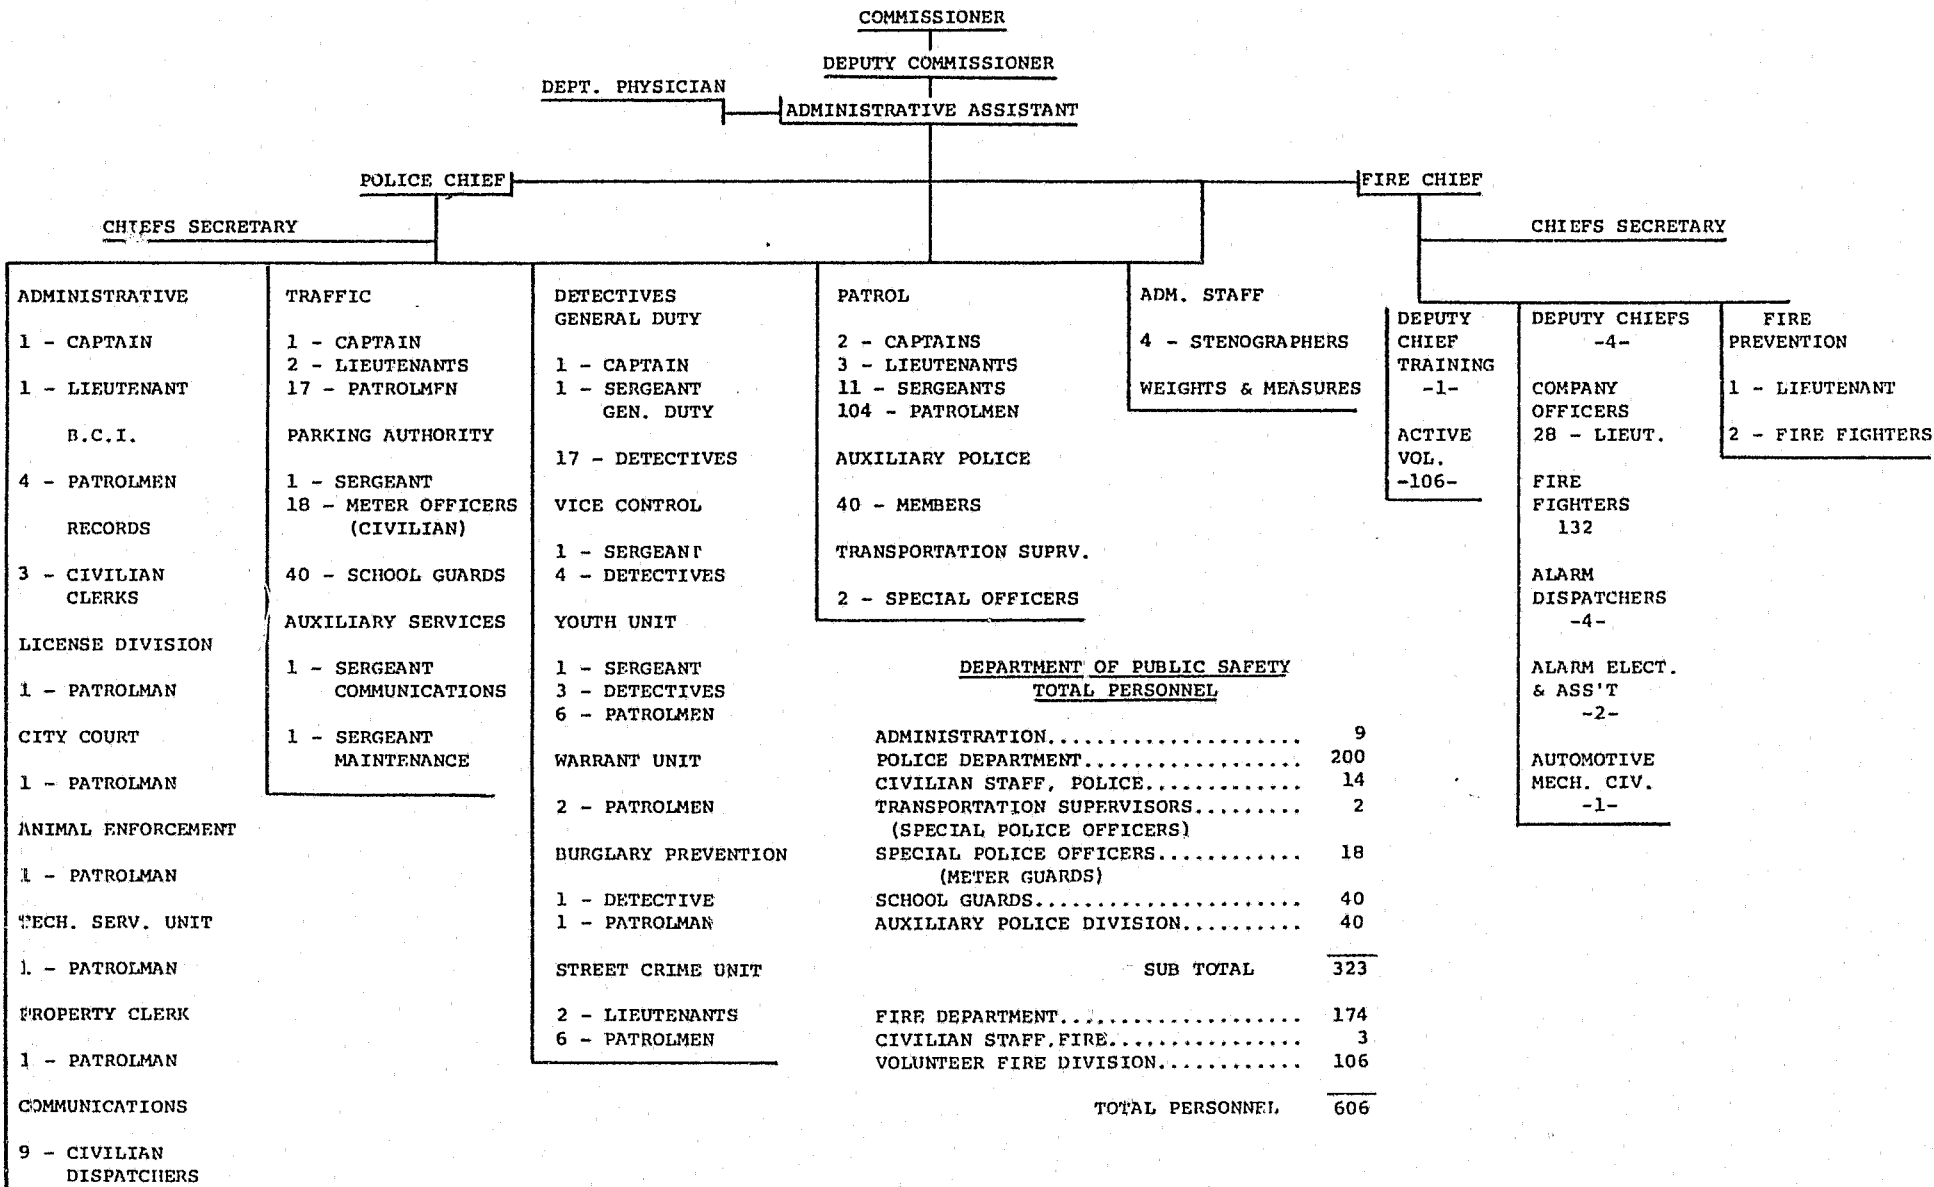 COMMISSIONER
DEPUTY COMMISSIONER
DEPT. PHYSICIAN
ADMINISTRATIVE ASSISTANT
POLICE CHIEF
FIRE CHIEF
CHIEFS SECRETARY
CHIEFS SECRETARY
ADMINISTRATIVE
1 - CAPTAIN
1 - LIEUTENANT
B.C.I.
4 - PATROLMEN
RECORDS
3 - CIVILIAN
CLERKS
LICENSE DIVISION
1 - PATROLMAN
CITY COURT
1 - PATROLMAN
ANIMAL ENFORCEMENT
1 - PATROLMAN
TECH. SERV. UNIT
1. - PATROLMAN
PROPERTY CLERK
1 - PATROLMAN
COMMUNICATIONS
9 - CIVILIAN
DISPATCHERS
TRAFFIC
1 - CAPTAIN
2 - LIEUTENANTS
17 - PATROLMEN
PARKING AUTHORITY
1 - SERGEANT
18 - METER OFFICERS
(CIVILIAN)
40 - SCHOOL GUARDS
AUXILIARY SERVICES
1 - SERGEANT
COMMUNICATIONS
1 - SERGEANT
MAINTENANCE
DETECTIVES
GENERAL DUTY
1 - CAPTAIN
1 - SERGEANT
GEN. DUTY
17 - DETECTIVES
VICE CONTROL
1 - SERGEANT
4 - DETECTIVES
YOUTH UNIT
1 - SERGEANT
3 - DETECTIVES
6 - PATROLMEN
WARRANT UNIT
2 - PATROLMEN
BURGLARY PREVENTION
1 - DETECTIVE
1 - PATROLMAN
STREET CRIME UNIT
2 - LIEUTENANTS
6 - PATROLMEN
PATROL
2 - CAPTAINS
3 - LIEUTENANTS
11 - SERGEANTS
104 - PATROLMEN
AUXILIARY POLICE
40 - MEMBERS
TRANSPORTATION SUPRV.
2 - SPECIAL OFFICERS
ADM. STAFF
4 - STENOGRAPHERS
WEIGHTS & MEASURES
DEPUTY
CHIEF
TRAINING
-1-
ACTIVE
VOL.
-106-
DEPUTY CHIEFS
-4-
COMPANY
OFFICERS
28 - LIEUT.
FIRE
FIGHTERS
132
ALARM
DISPATCHERS
-4-
ALARM ELECT.
& ASS'T
-2-
AUTOMOTIVE
MECH. CIV.
-1-
FIRE
PREVENTION
1 - LIEUTENANT
2 - FIRE FIGHTERS
DEPARTMENT OF PUBLIC SAFETY
TOTAL PERSONNEL
ADMINISTRATION...................... 9
POLICE DEPARTMENT................... 200
CIVILIAN STAFF, POLICE............. 14
TRANSPORTATION SUPERVISORS......... 2
(SPECIAL POLICE OFFICERS)
SPECIAL POLICE OFFICERS............ 18
(METER GUARDS)
SCHOOL GUARDS....................... 40
AUXILIARY POLICE DIVISION.......... 40
SUB TOTAL 323
FIRE DEPARTMENT..................... 174
CIVILIAN STAFF,FIRE................. 3
VOLUNTEER FIRE DIVISION............ 106
TOTAL PERSONNEL 606